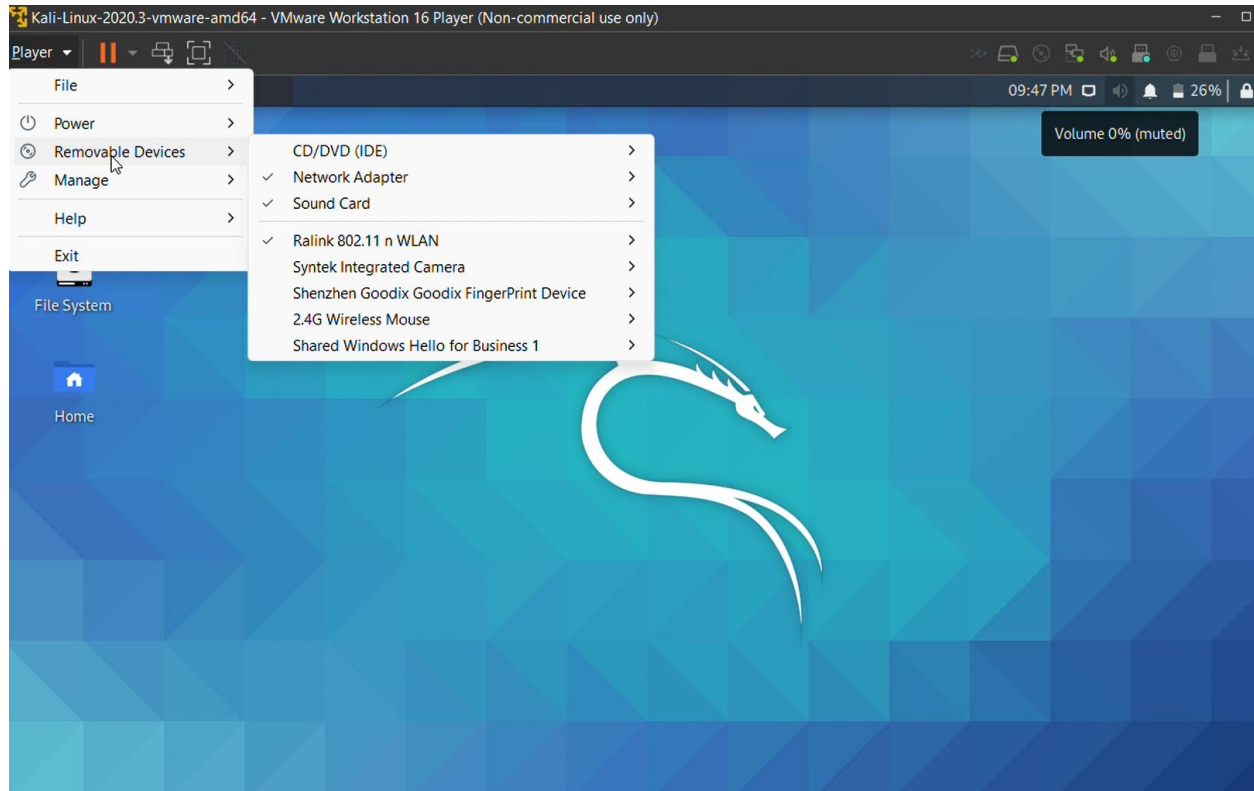 Kali-Linux-2020.3-vmware-amd64 - VMware Workstation 16 Player (Non-commercial use only)
Player
09:47 PM 26%
Volume 0% (muted)
File
Power
Removable Devices
Manage
Help
Exit
CD/DVD (IDE)
Network Adapter
Sound Card
Ralink 802.11 n WLAN
Syntek Integrated Camera
Shenzhen Goodix Goodix FingerPrint Device
2.4G Wireless Mouse
Shared Windows Hello for Business 1
File System
Home